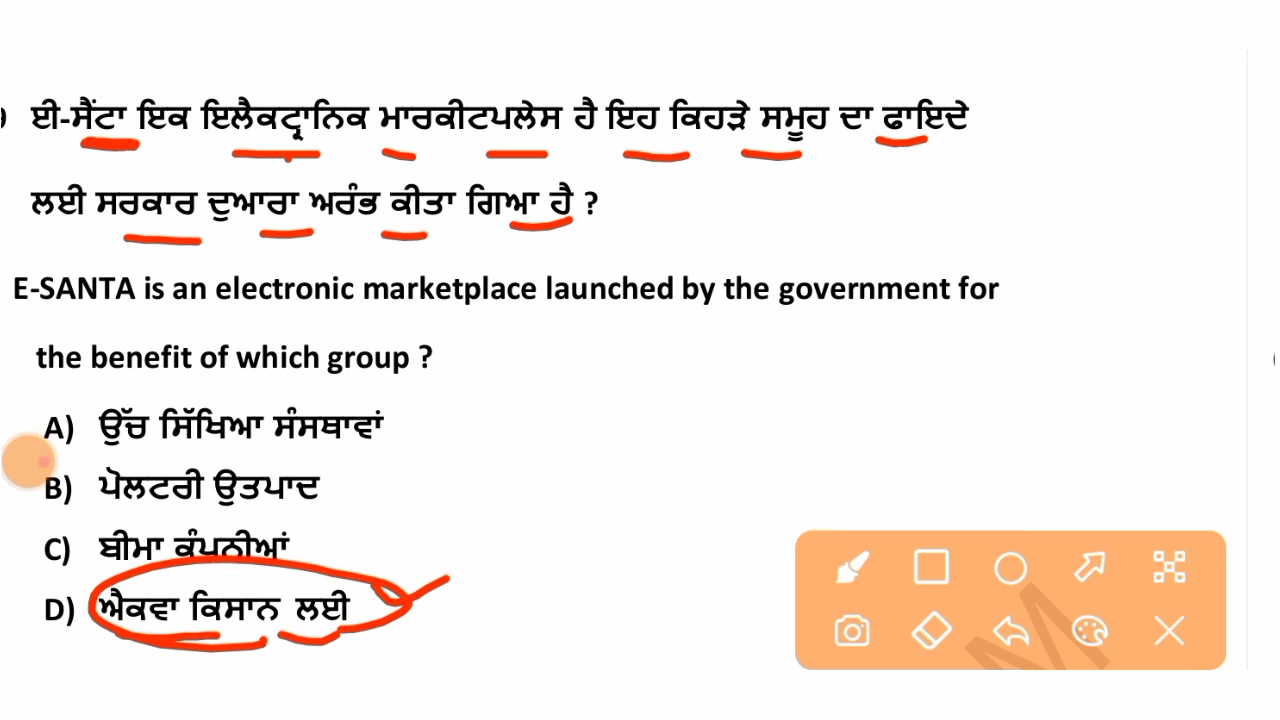 ਈ-ਸੈਂਟਾ ਇਕ ਇਲੈਕਟ੍ਰਾਨਿਕ ਮਾਰਕੀਟਪਲੇਸ ਹੈ ਇਹ ਕਿਹੜੇ ਸਮੂਹ ਦਾ ਫਾਇਦੇ
ਲਈ ਸਰਕਾਰ ਦੁਆਰਾ ਅਰੰਭ ਕੀਤਾ ਗਿਆ ਹੈ ?
E-SANTA is an electronic marketplace launched by the government for
the benefit of which group ?
A) ਉੱਚ ਸਿੱਖਿਆ ਸੰਸਥਾਵਾਂ
B) ਪੋਲਟਰੀ ਉਤਪਾਦ
C) ਬੀਮਾ ਕੰਪਨੀਆਂ
D) ਐਕਵਾ ਕਿਸਾਨ ਲਈ
M